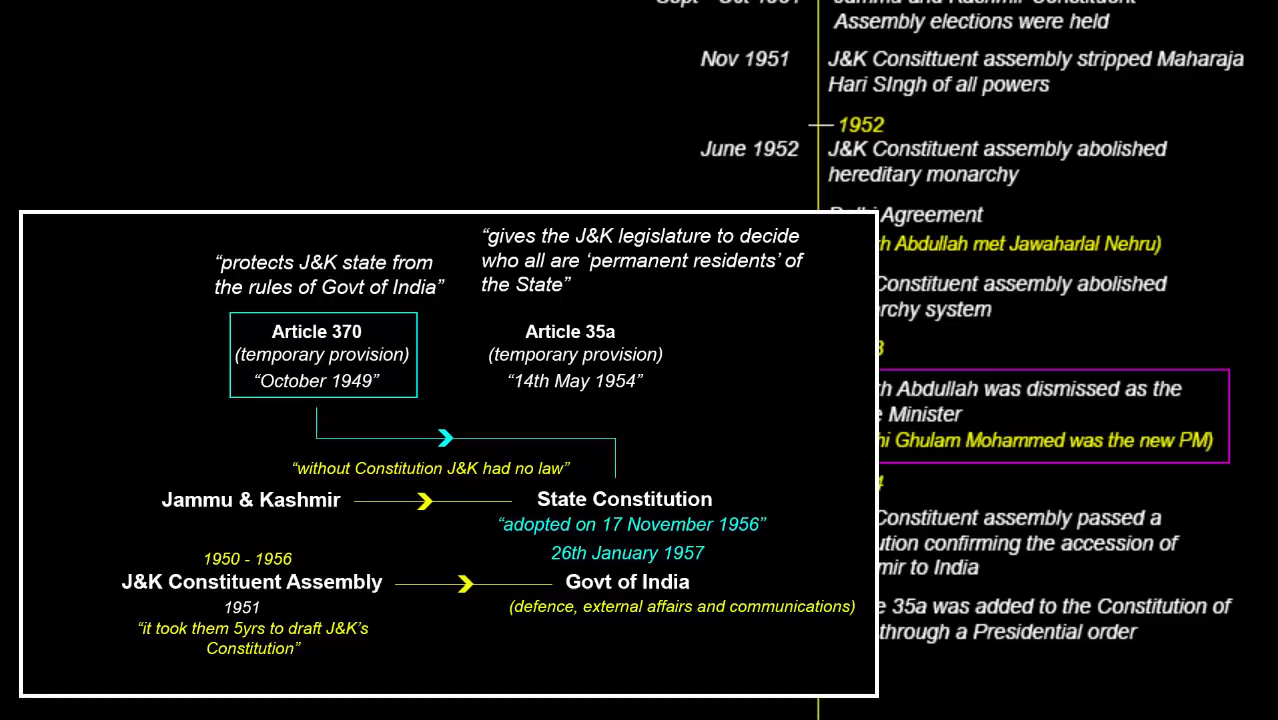 Assembly elections were held
Nov 1951
J&K Consittuent assembly stripped Maharaja
Hari SIngh of all powers
1952
June 1952
J&K Constituent assembly abolished
hereditary monarchy
Agreement
Abdullah met Jawaharlal Nehru)
Constituent assembly abolished
system
Abdullah was dismissed as the
Minister
Ghulam Mohammed was the new PM)
Constituent assembly passed a
confirming the accession of
to India
35a was added to the Constitution of
through a Presidential order
“protects J&K state from
the rules of Govt of India”
“gives the J&K legislature to decide
who all are ‘permanent residents’ of
the State”
Article 370
(temporary provision)
“October 1949”
Article 35a
(temporary provision)
“14th May 1954”
“without Constitution J&K had no law”
Jammu & Kashmir
State Constitution
“adopted on 17 November 1956”
26th January 1957
1950 - 1956
J&K Constituent Assembly
1951
“it took them 5yrs to draft J&K’s
Constitution”
Govt of India
(defence, external affairs and communications)